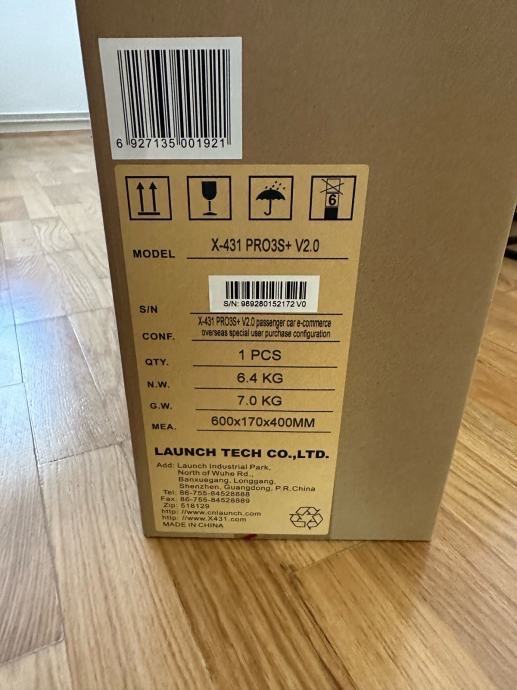 6 927135 001921
6
MODEL X-431 PRO3S+ V2.0
S/N S/N: 989280152172 V0
CONF. X-431 PRO3S+ V2.0 passenger car e-commerce
overseas special user purchase configuration
QTY. 1 PCS
N.W. 6.4 KG
G.W. 7.0 KG
MEA. 600x170x400MM
LAUNCH TECH CO.,LTD.
Add: Launch Industrial Park,
North of Wuhe Rd.,
Banxuegang, Longgang,
Shenzhen, Guangdong, P.R.China
Tel: 86-755-84528888
Fax: 86-755-84528889
Zip: 518129
http://www.cnlaunch.com
http://www.X431.com
MADE IN CHINA